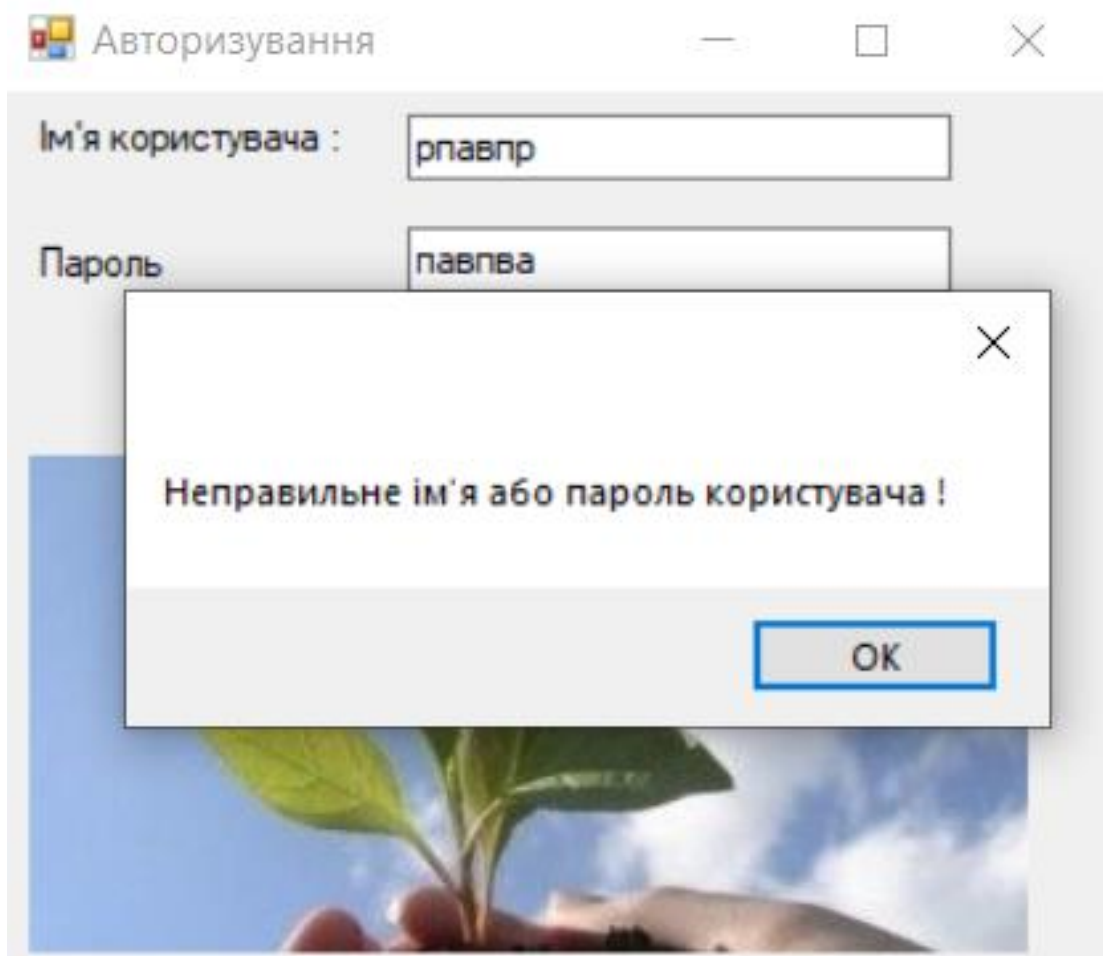 Авторизування
Ім'я користувача :
рпавпр
Пароль
павпва
Неправильне ім'я або пароль користувача !
OK